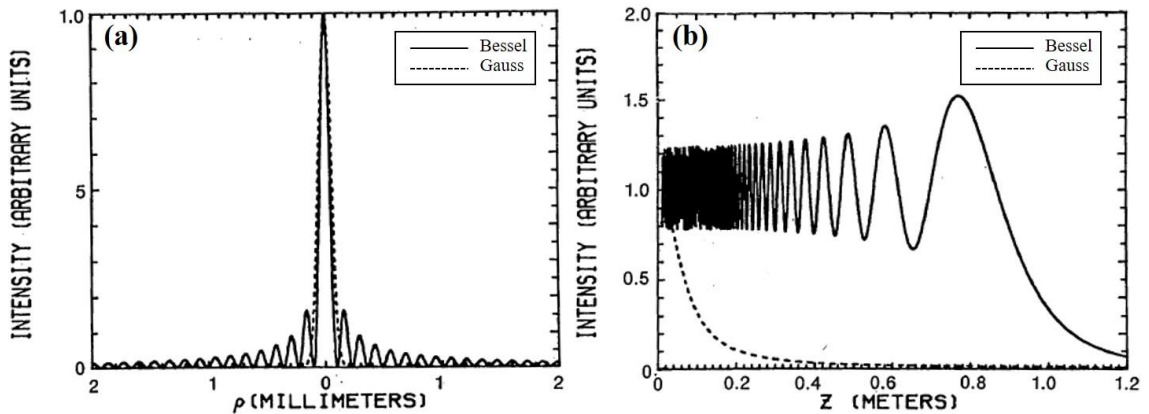 (a)
Bessel
Gauss
INTENSITY (ARBITRARY UNITS)
1.0
5
0
2
1
0
1
2
ρ(MILLIMETERS)
(b)
Bessel
Gauss
INTENSITY (ARBITRARY UNITS)
2.0
1.5
1.0
0.5
0
0
0.2
0.4
0.6
0.8
1.0
1.2
Z (METERS)